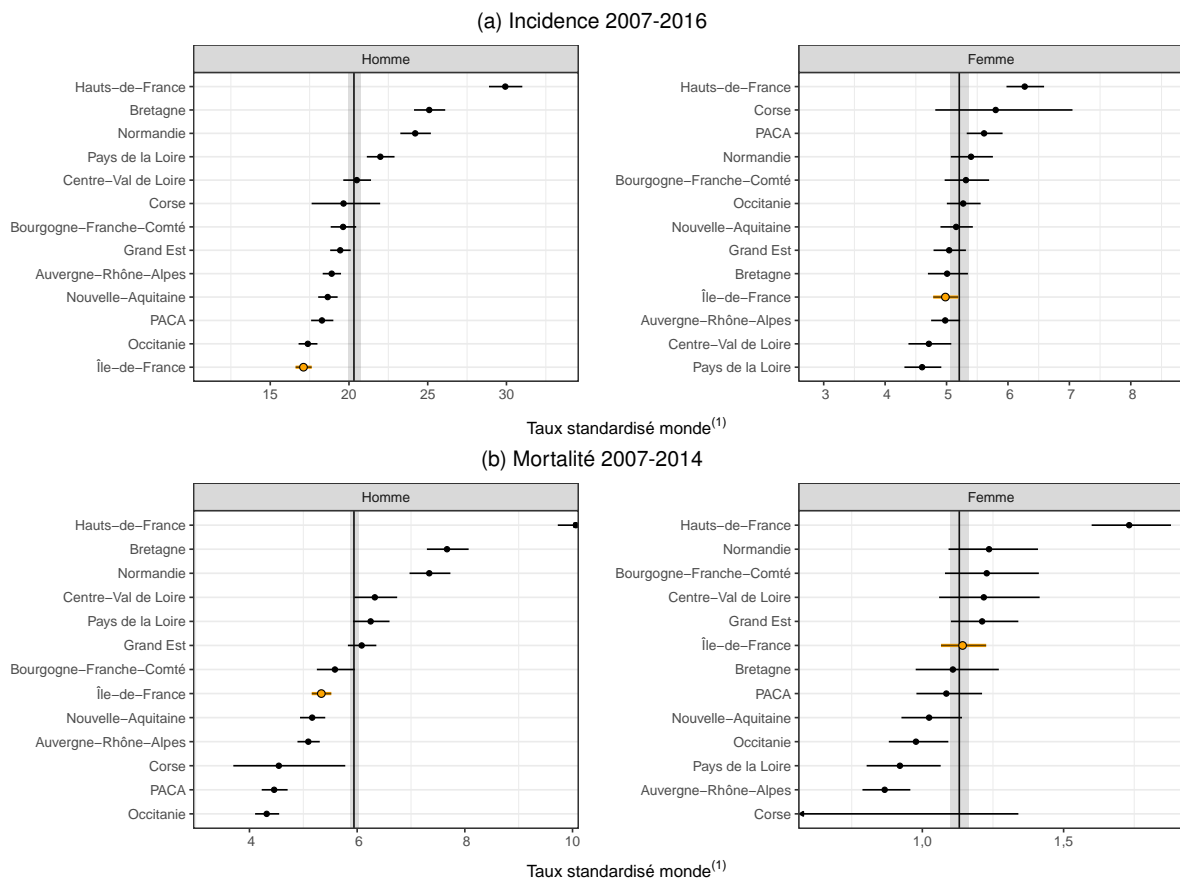 (a) Incidence 2007-2016
Homme
Hauts−de−France
Bretagne
Normandie
Pays de la Loire
Centre−Val de Loire
Corse
Bourgogne−Franche−Comté
Grand Est
Auvergne−Rhône−Alpes
Nouvelle−Aquitaine
PACA
Occitanie
Île−de−France
15 20 25 30
Femme
Hauts−de−France
Corse
PACA
Normandie
Bourgogne−Franche−Comté
Occitanie
Nouvelle−Aquitaine
Grand Est
Bretagne
Île−de−France
Auvergne−Rhône−Alpes
Centre−Val de Loire
Pays de la Loire
3 4 5 6 7 8
Taux standardisé monde(1)
(b) Mortalité 2007-2014
Homme
Hauts−de−France
Bretagne
Normandie
Centre−Val de Loire
Pays de la Loire
Grand Est
Bourgogne−Franche−Comté
Île−de−France
Nouvelle−Aquitaine
Auvergne−Rhône−Alpes
Corse
PACA
Occitanie
4 6 8 10
Femme
Hauts−de−France
Normandie
Bourgogne−Franche−Comté
Centre−Val de Loire
Grand Est
Île−de−France
Bretagne
PACA
Nouvelle−Aquitaine
Occitanie
Pays de la Loire
Auvergne−Rhône−Alpes
Corse
1,0 1,5
Taux standardisé monde(1)